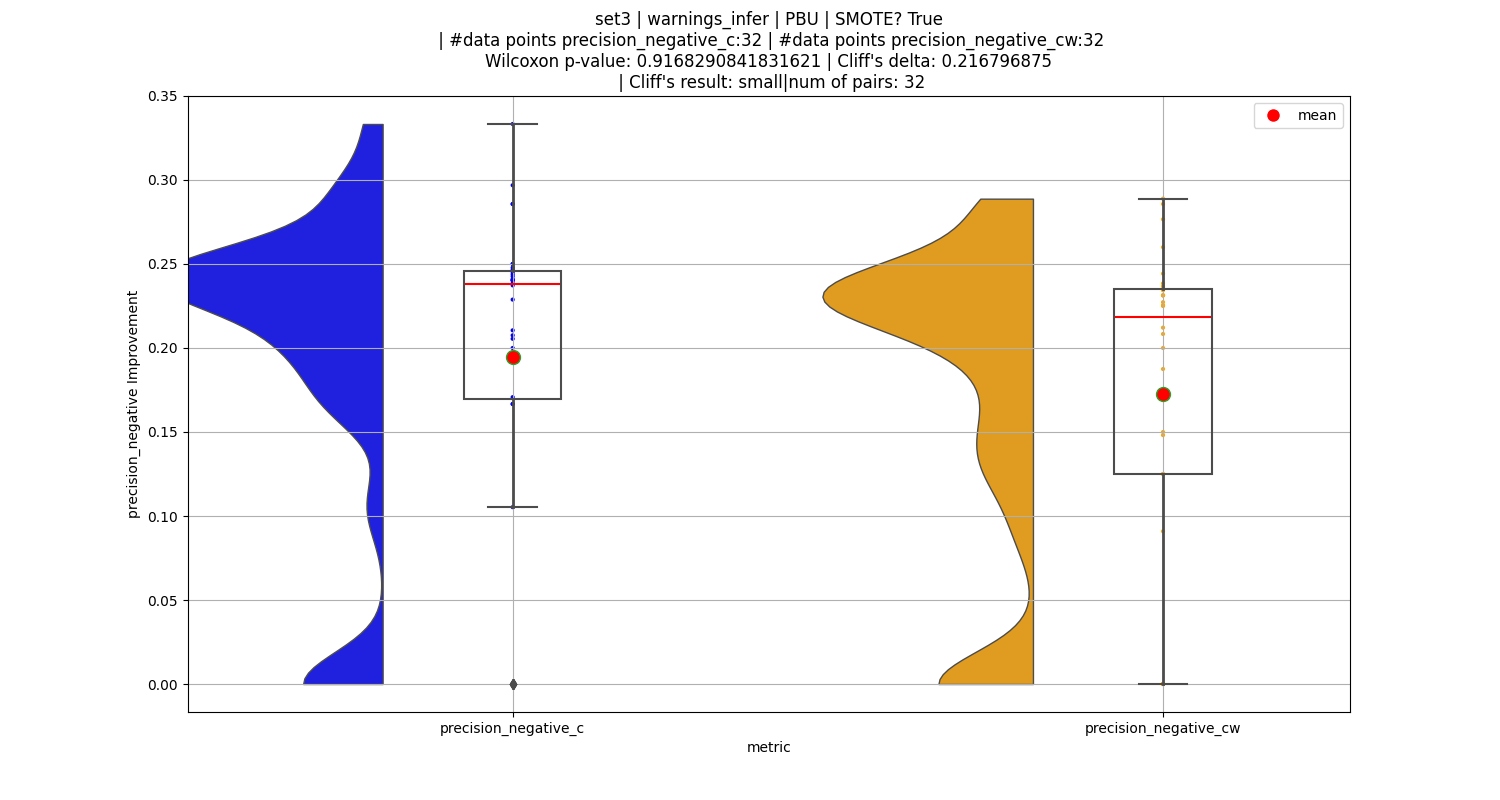 set3 | warnings_infer | PBU | SMOTE? True
| #data points precision_negative_c:32 | #data points precision_negative_cw:32
Wilcoxon p-value: 0.9168290841831621 | Cliff's delta: 0.216796875
| Cliff's result: small|num of pairs: 32
mean
0.35
0.30
0.25
0.20
0.15
0.10
0.05
0.00
precision_negative Improvement
precision_negative_c
precision_negative_cw
metric